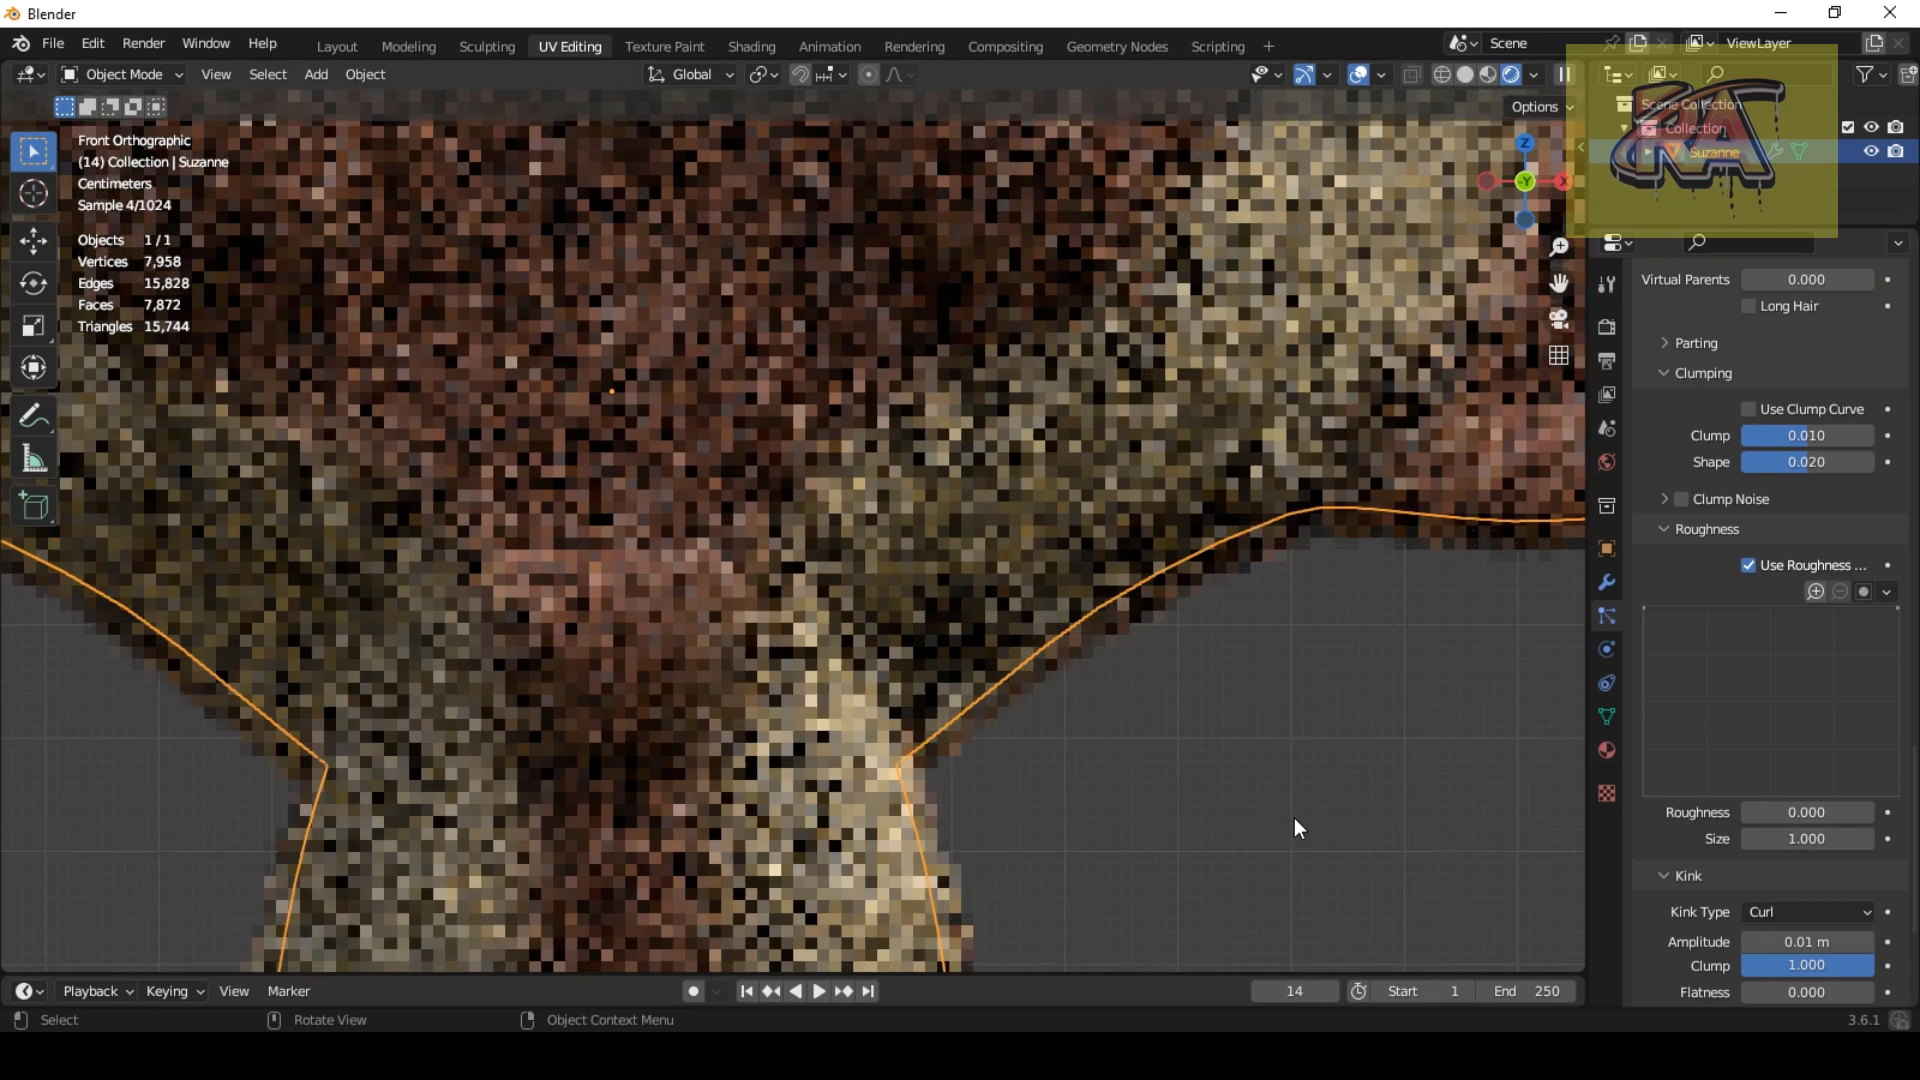 Blender
File Edit Render Window Help Layout Modeling Sculpting UV Editing Texture Paint Shading Animation Rendering Compositing Geometry Nodes Scripting + Scene ViewLayer
Object Mode View Select Add Object Global
Options
Front Orthographic
(14) Collection | Suzanne
Centimeters
Sample 4/1024
Objects 1 / 1
Vertices 7,958
Edges 15,828
Faces 7,872
Triangles 15,744
Z
-Y
X
Scene Collection
Collection
Suzanne
RA
Virtual Parents 0.000
Long Hair
Parting
Clumping
Use Clump Curve
Clump 0.010
Shape 0.020
Clump Noise
Roughness
Use Roughness ...
Roughness 0.000
Size 1.000
Kink
Kink Type Curl
Amplitude 0.01 m
Clump 1.000
Flatness 0.000
Playback Keying View Marker 14 Start 1 End 250
Select Rotate View Object Context Menu 3.6.1